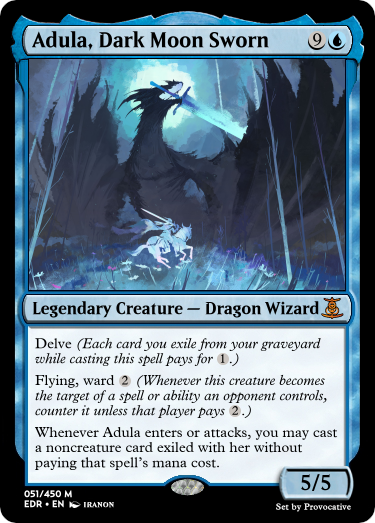 Adula, Dark Moon Sworn 9
Legendary Creature — Dragon Wizard
Delve (Each card you exile from your graveyard
while casting this spell pays for 1.)
Flying, ward 2 (Whenever this creature becomes
the target of a spell or ability an opponent controls,
counter it unless that player pays 2.)
Whenever Adula enters or attacks, you may cast
a noncreature card exiled with her without
paying that spell's mana cost.
5/5
051/450 M
EDR • EN IRANON
Set by Provocative